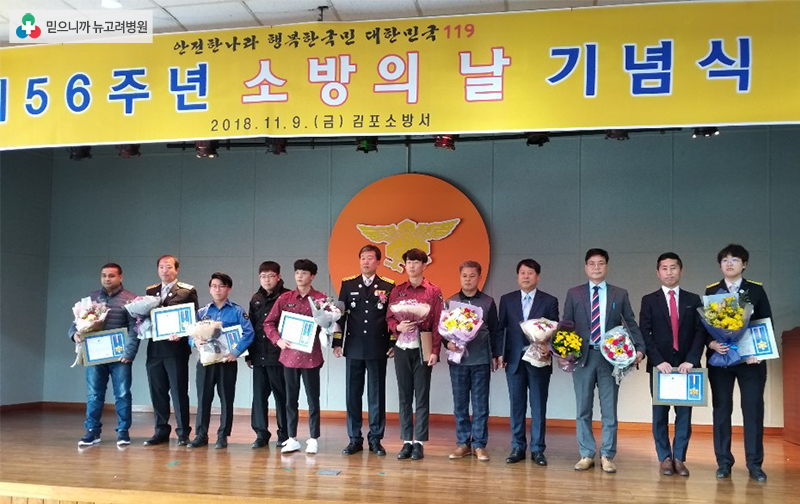 믿으니까 뉴고려병원
안전한나라 행복한국민 대한민국119
56주년 소방의 날 기념식
2018.11.9.(금) 김포소방서